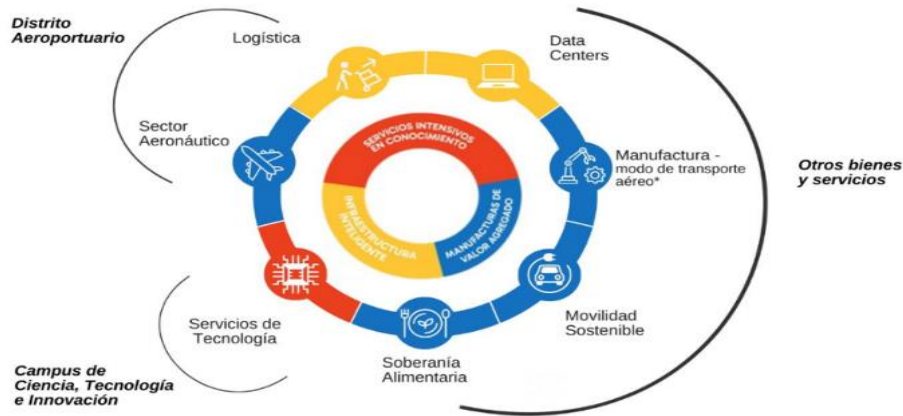 Distrito
Aeroportuario
Logística
Data
Centers
Sector
Aeronáutico
SERVICIOS INTENSIVOS
EN CONOCIMIENTO
INFRAESTRUCTURA
INTELIGENTE
MANUFACTURAS DE
VALOR AGREGADO
Manufactura -
modo de transporte
aéreo*
Otros bienes
y servicios
Servicios de
Tecnología
Movilidad
Sostenible
Soberanía
Alimentaria
Campus de
Ciencia, Tecnología
e Innovación